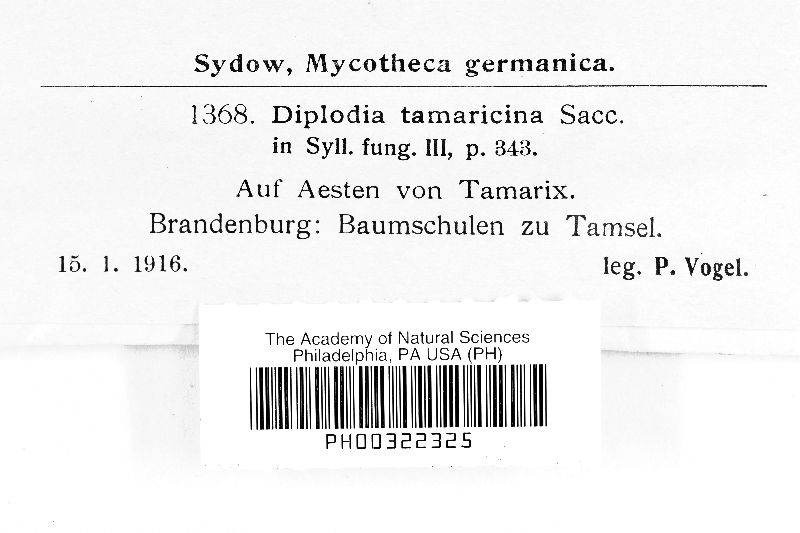 Sydow, Mycotheca germanica.
1368. Diplodia tamaricina Sacc.
in Syll. fung. III, p. 343.
Auf Aesten von Tamarix.
Brandenburg: Baumschulen zu Tamsel.
15. 1. 1916. leg. P. Vogel.
The Academy of Natural Sciences
Philadelphia, PA USA (PH)
PH00322325